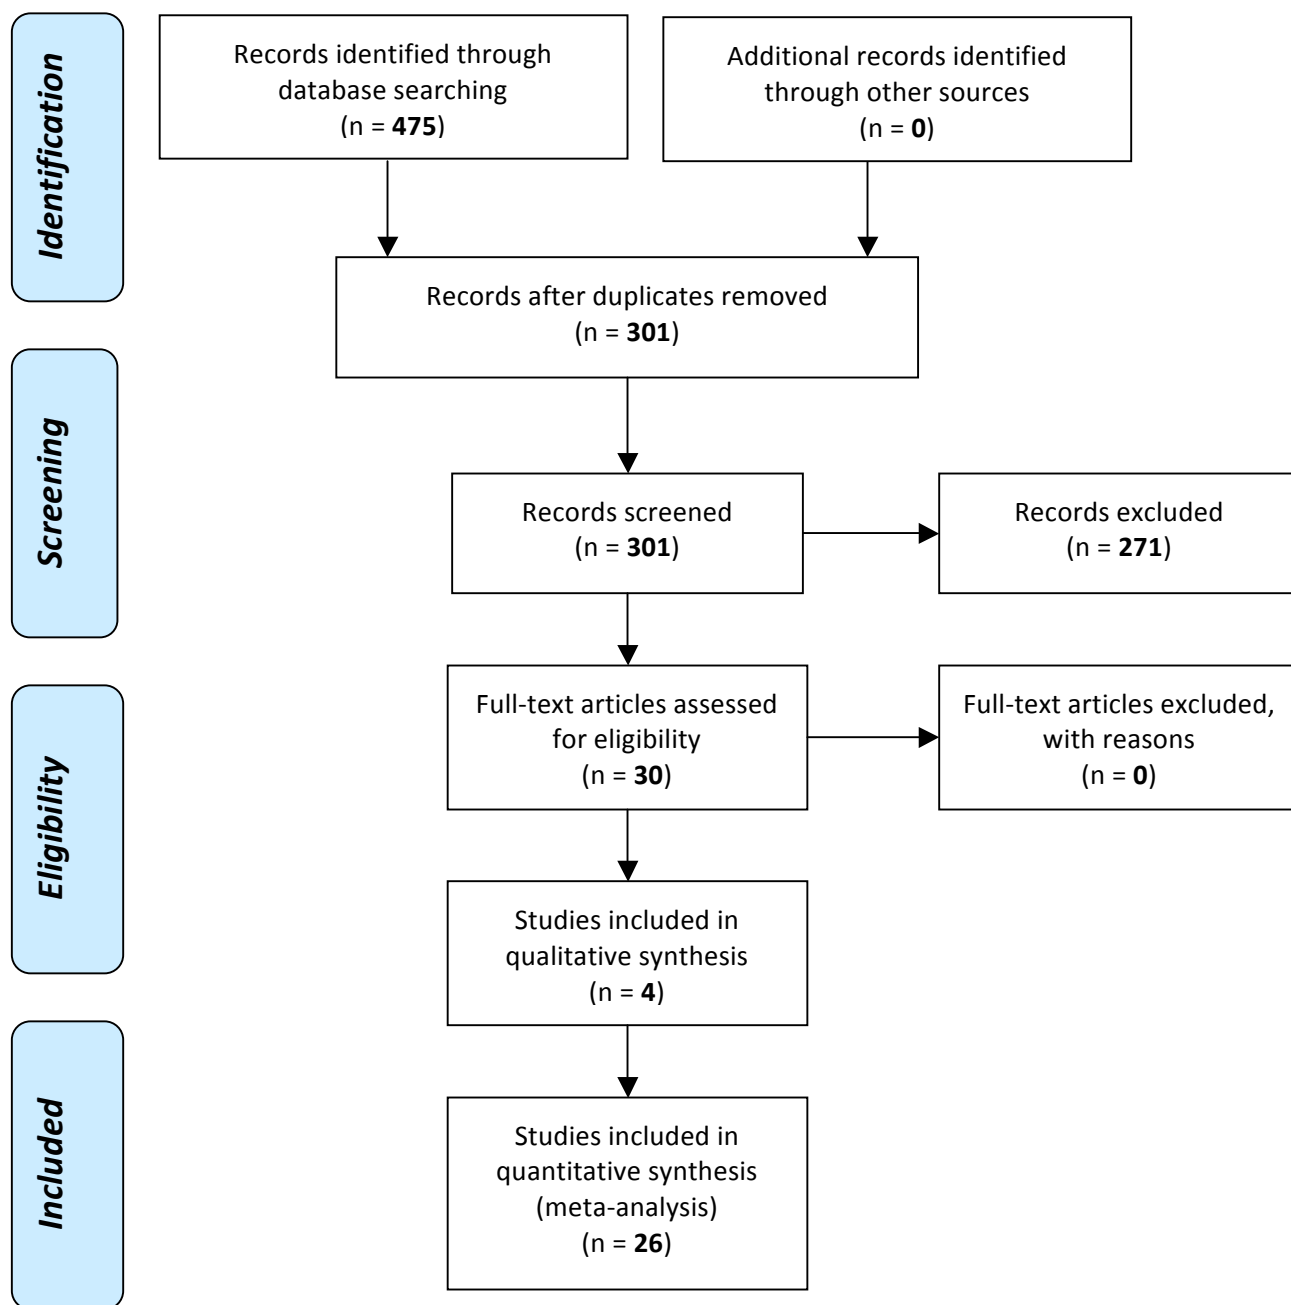 Identification
Records identified through
database searching
(n = 475)
Additional records identified
through other sources
(n = 0)
Records after duplicates removed
(n = 301)
Screening
Records screened
(n = 301)
Records excluded
(n = 271)
Eligibility
Full-text articles assessed
for eligibility
(n = 30)
Full-text articles excluded,
with reasons
(n = 0)
Studies included in
qualitative synthesis
(n = 4)
Included
Studies included in
quantitative synthesis
(meta-analysis)
(n = 26)